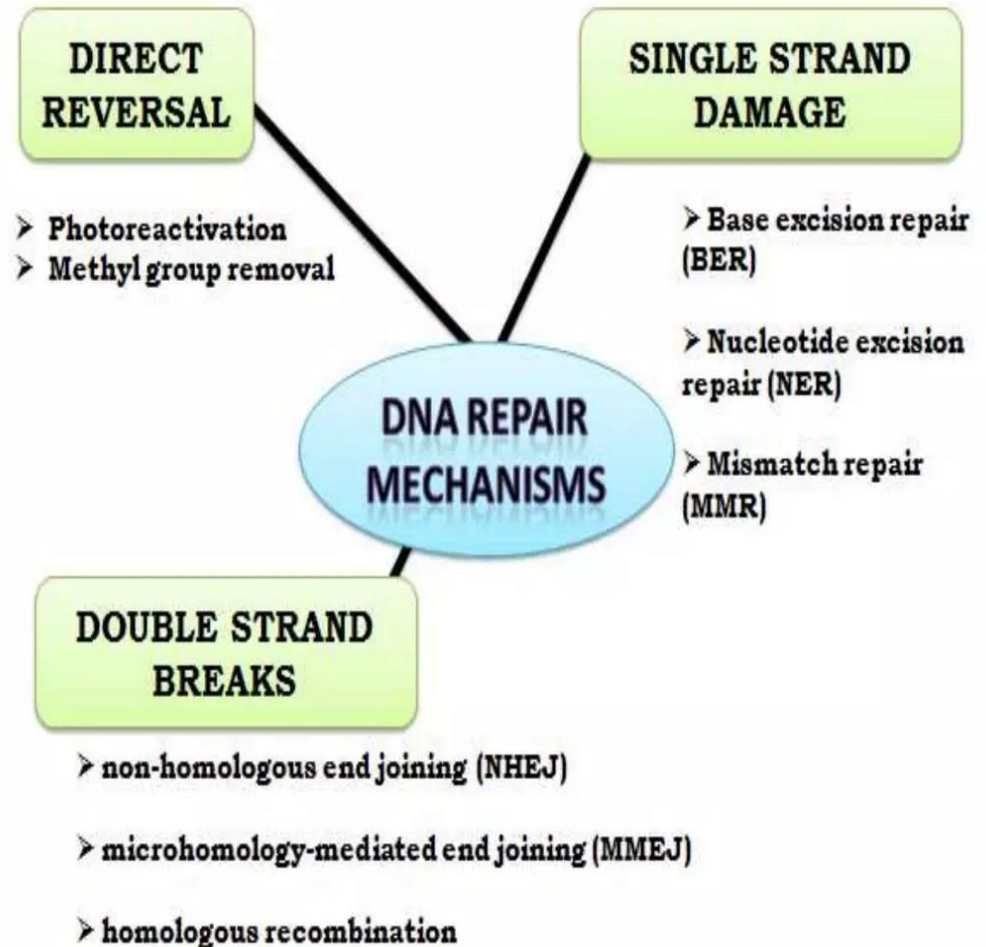 DIRECT
REVERSAL
➢ Photoreactivation
➢ Methyl group removal
SINGLE STRAND
DAMAGE
➢ Base excision repair
(BER)
➢ Nucleotide excision
repair (NER)
➢ Mismatch repair
(MMR)
DNA REPAIR
MECHANISMS
DOUBLE STRAND
BREAKS
➢ non-homologous end joining (NHEJ)
➢ microhomology-mediated end joining (MMEJ)
➢ homologous recombination